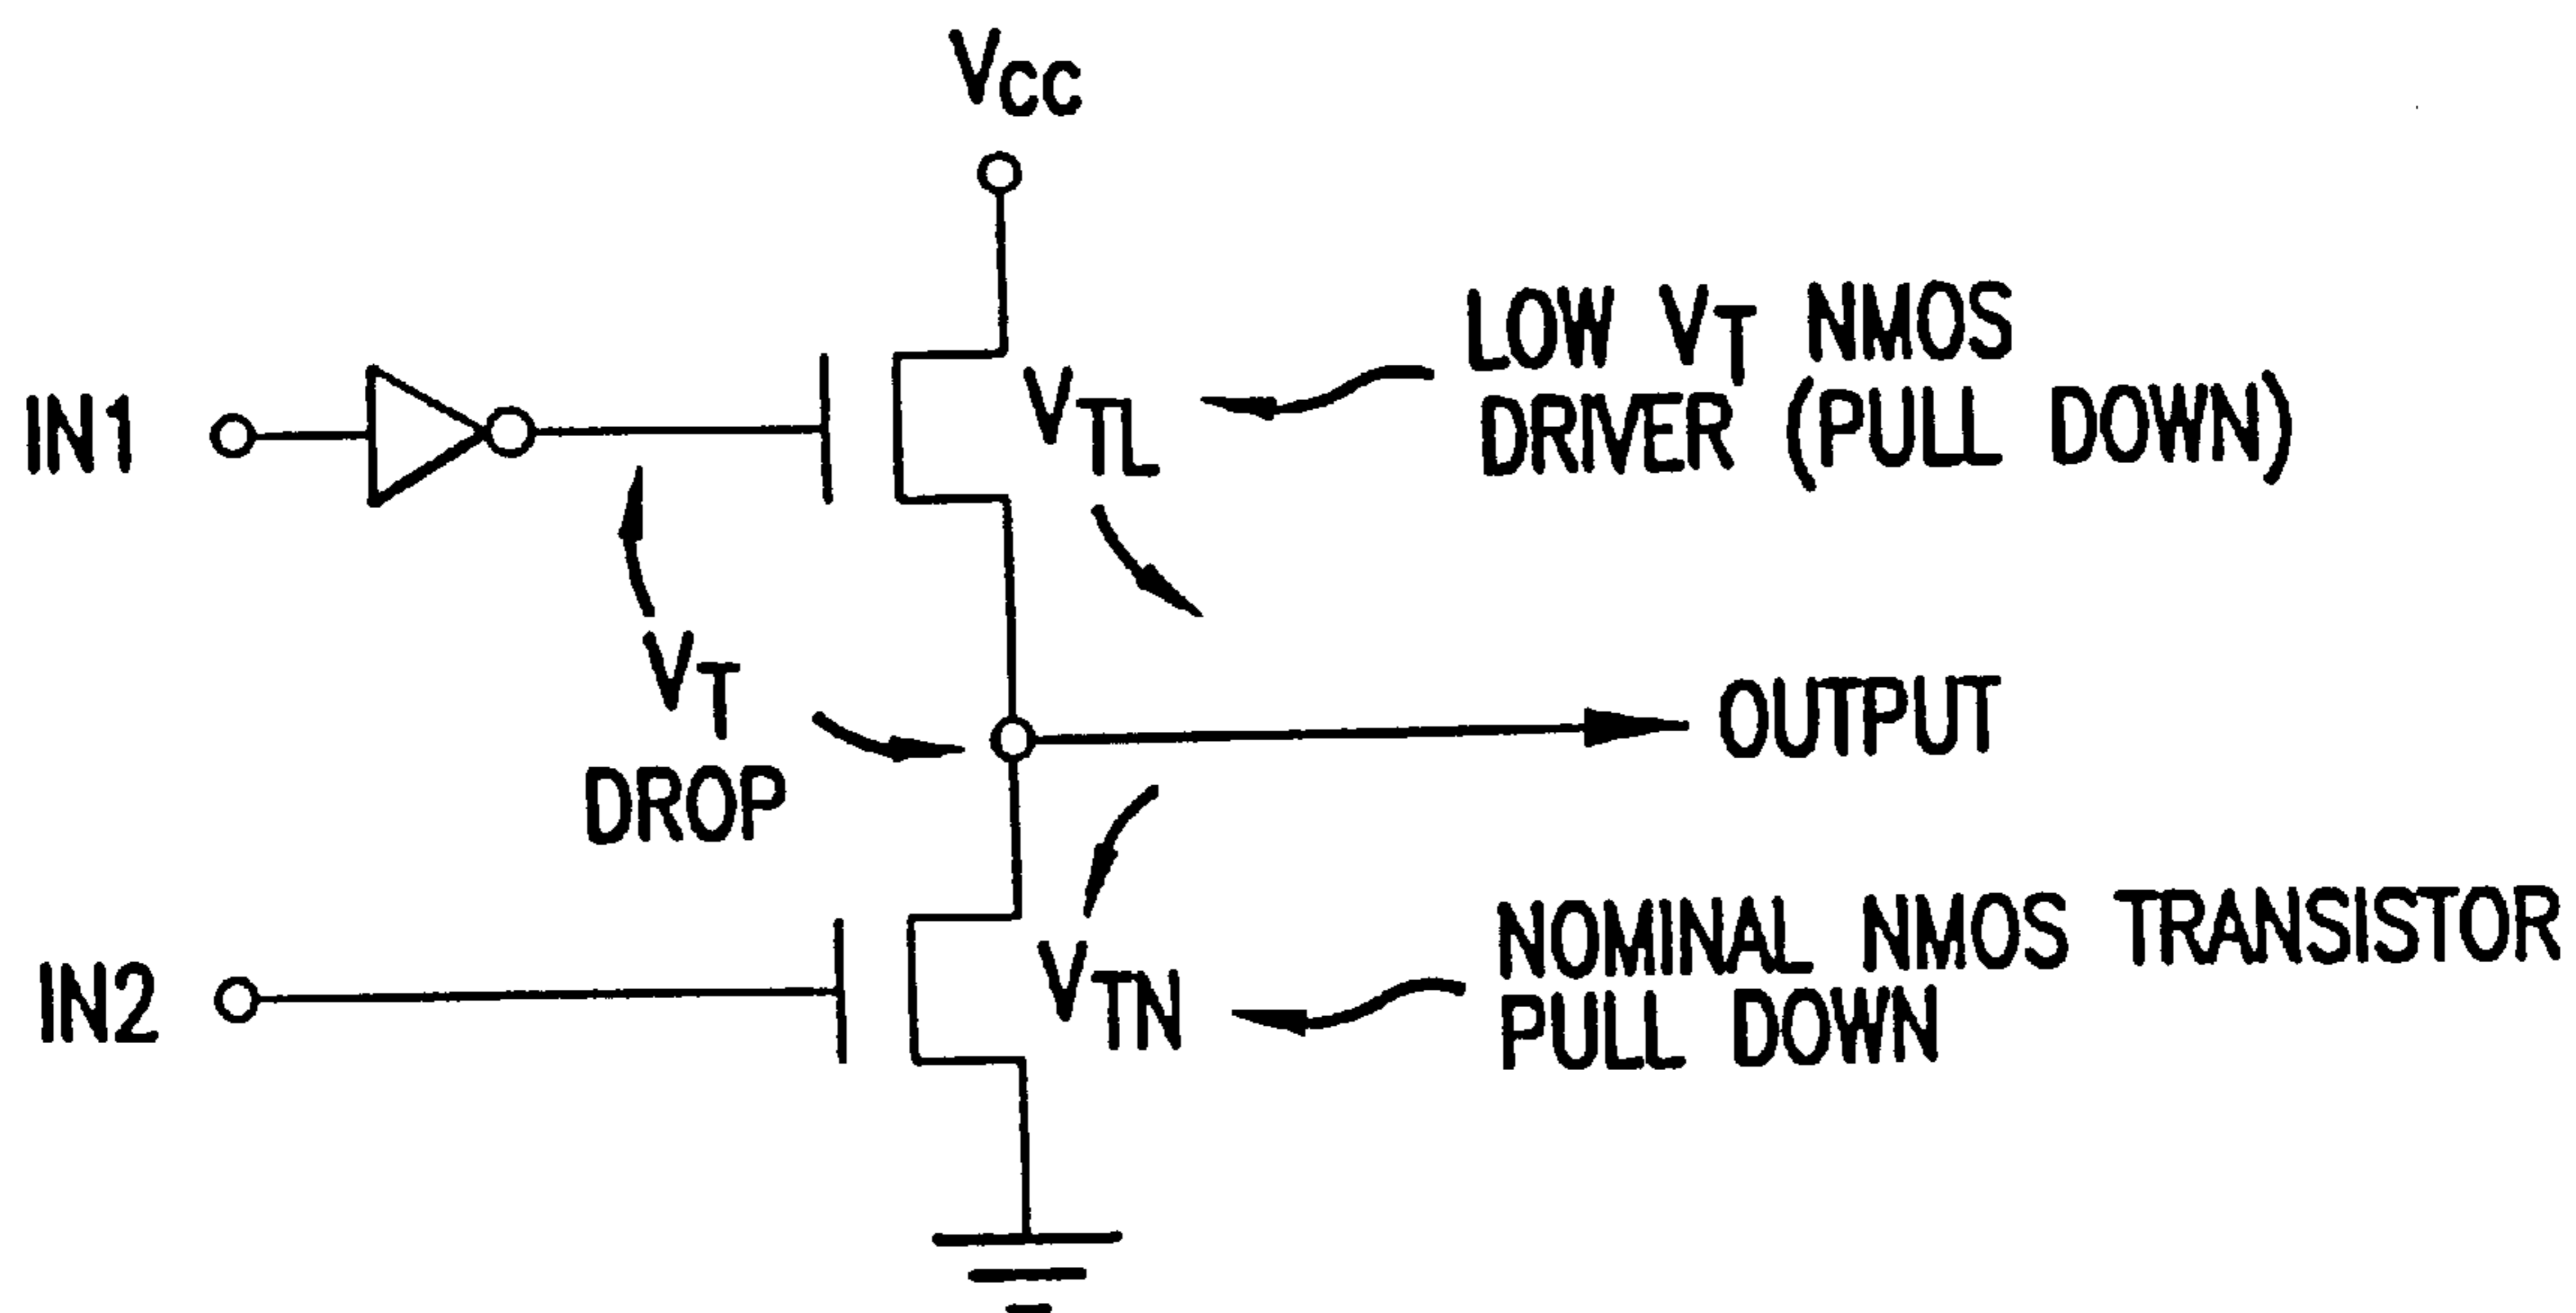 VCC
LOW VT NMOS
DRIVER (PULL DOWN)
IN1
VTL
VT
DROP
OUTPUT
NOMINAL NMOS TRANSISTOR
PULL DOWN
IN2
VTN